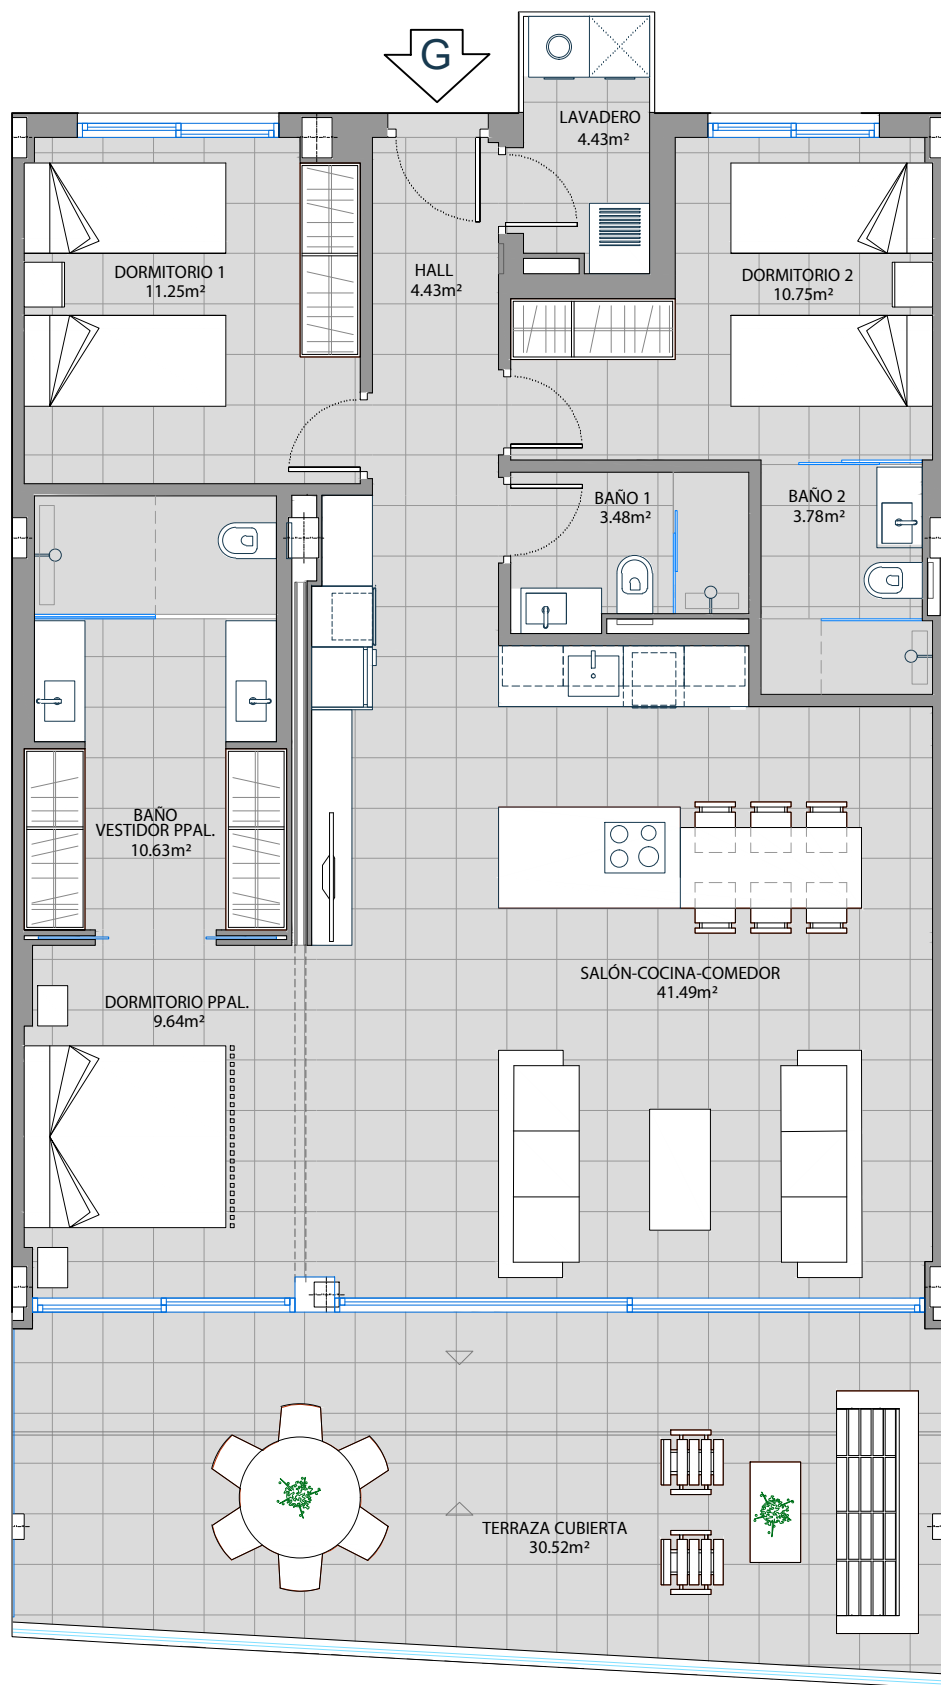 G
LAVADERO
4.43m²
DORMITORIO 1
11.25m²
HALL
4.43m²
DORMITORIO 2
10.75m²
BAÑO 1
3.48m²
BAÑO 2
3.78m²
BAÑO
VESTIDOR PPAL.
10.63m²
SALÓN-COCINA-COMEDOR
41.49m²
DORMITORIO PPAL.
9.64m²
TERRAZA CUBIERTA
30.52m²